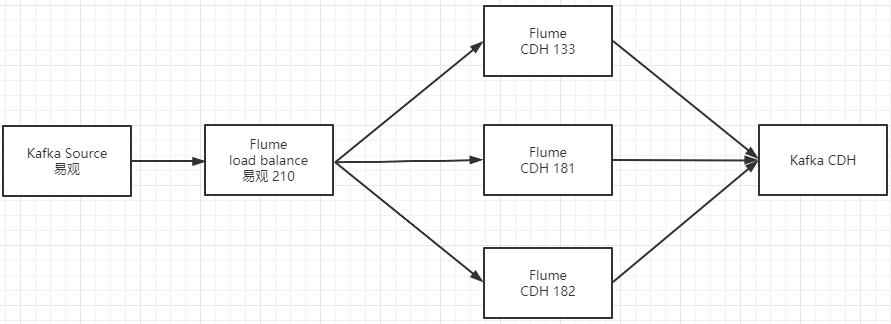 Kafka Source
易观
Flume
load balance
易观 210
Flume
CDH 133
Flume
CDH 181
Flume
CDH 182
Kafka CDH